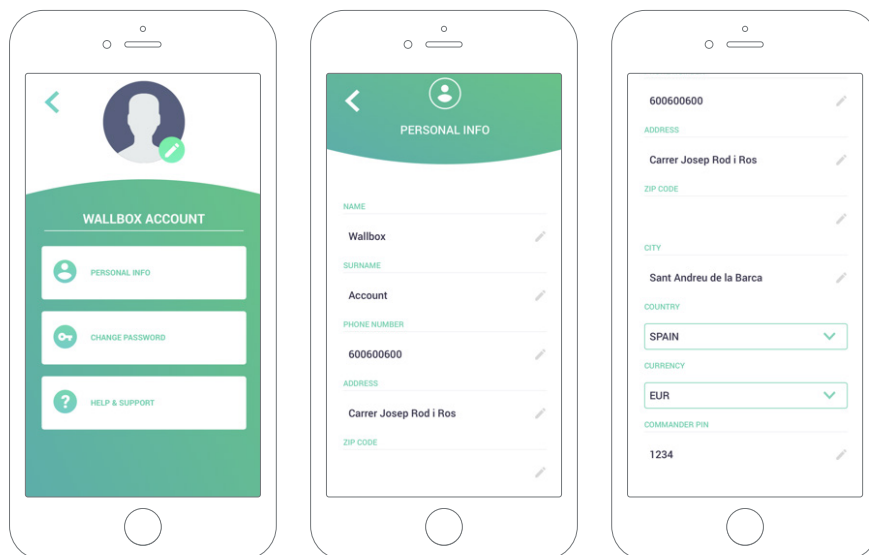 WALLBOX ACCOUNT
PERSONAL INFO
CHANGE PASSWORD
HELP & SUPPORT
PERSONAL INFO
NAME
Wallbox
SURNAME
Account
PHONE NUMBER
600600600
ADDRESS
Carrer Josep Rod i Ros
ZIP CODE
600600600
ADDRESS
Carrer Josep Rod i Ros
ZIP CODE
CITY
Sant Andreu de la Barca
COUNTRY
SPAIN
CURRENCY
EUR
COMMANDER PIN
1234